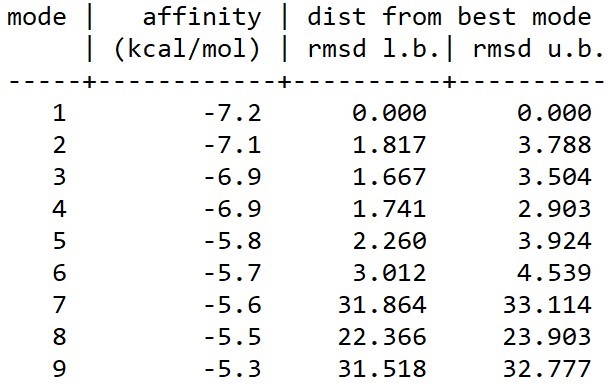 mode |   affinity | dist from best mode
     | (kcal/mol) | rmsd l.b.| rmsd u.b.
-----+------------+----------+----------
   1         -7.2      0.000      0.000
   2         -7.1      1.817      3.788
   3         -6.9      1.667      3.504
   4         -6.9      1.741      2.903
   5         -5.8      2.260      3.924
   6         -5.7      3.012      4.539
   7         -5.6     31.864     33.114
   8         -5.5     22.366     23.903
   9         -5.3     31.518     32.777